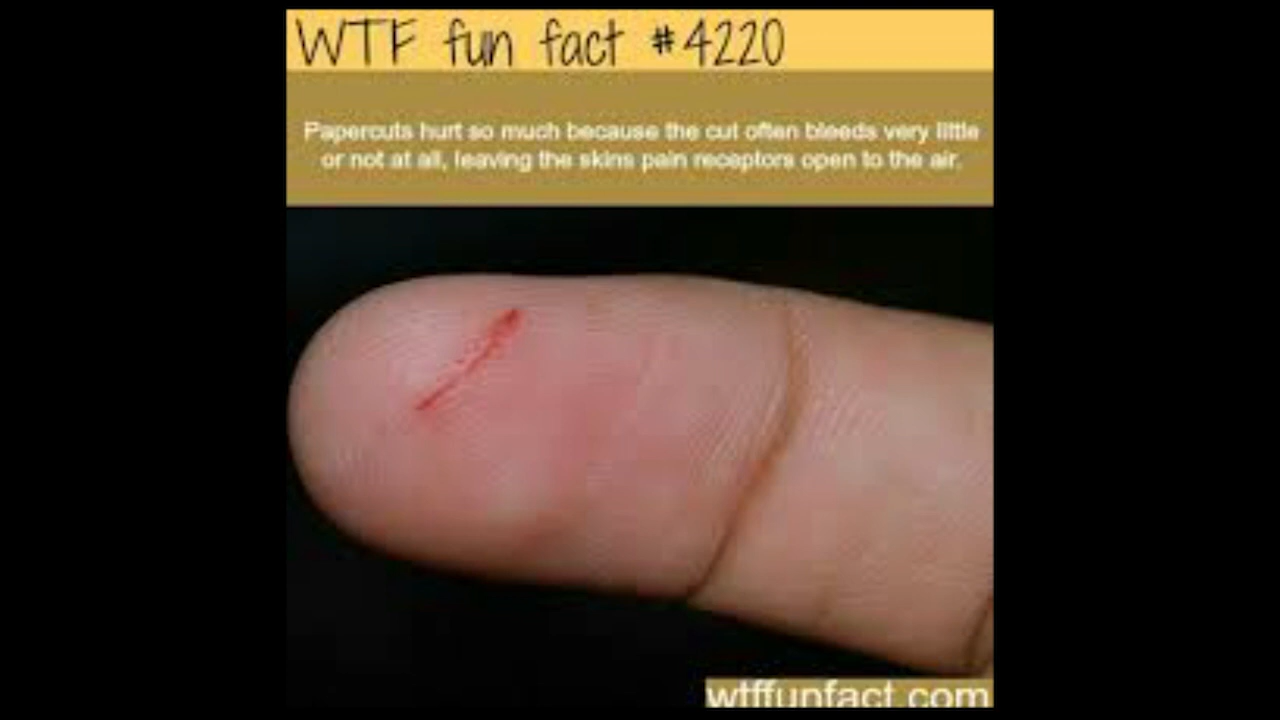 WTF fun fact #4220
Papercuts hurt so much because the cut often bleeds very little
or not at all, leaving the skins pain receptors open to the air.
wtffunfact.com